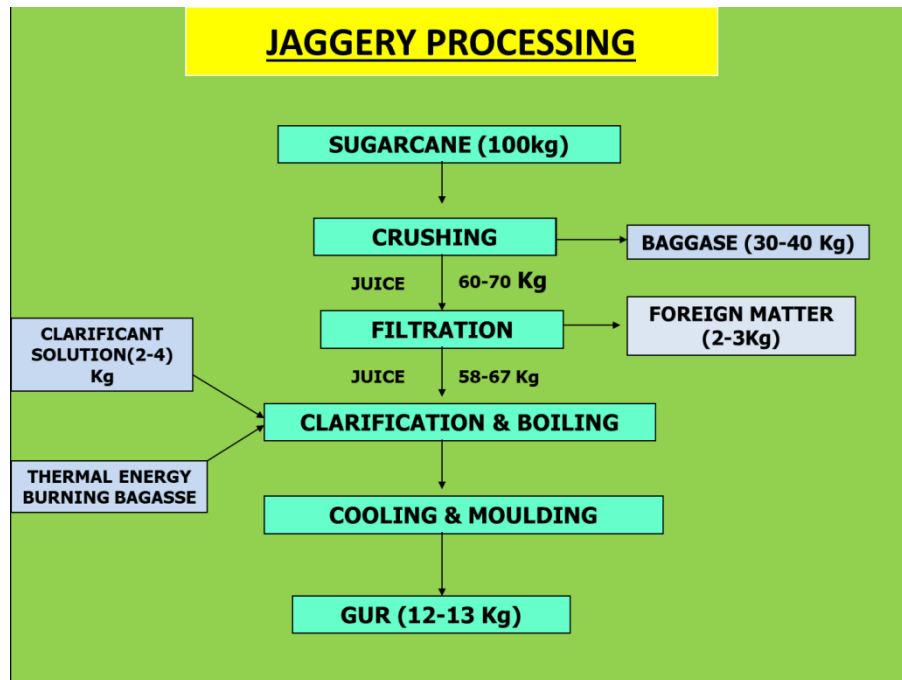 JAGGERY PROCESSING
SUGARCANE (100kg)
CRUSHING
BAGGASE (30-40 Kg)
JUICE 60-70 Kg
FILTRATION
FOREIGN MATTER
(2-3Kg)
CLARIFICANT
SOLUTION(2-4)
Kg
JUICE 58-67 Kg
CLARIFICATION & BOILING
THERMAL ENERGY
BURNING BAGASSE
COOLING & MOULDING
GUR (12-13 Kg)